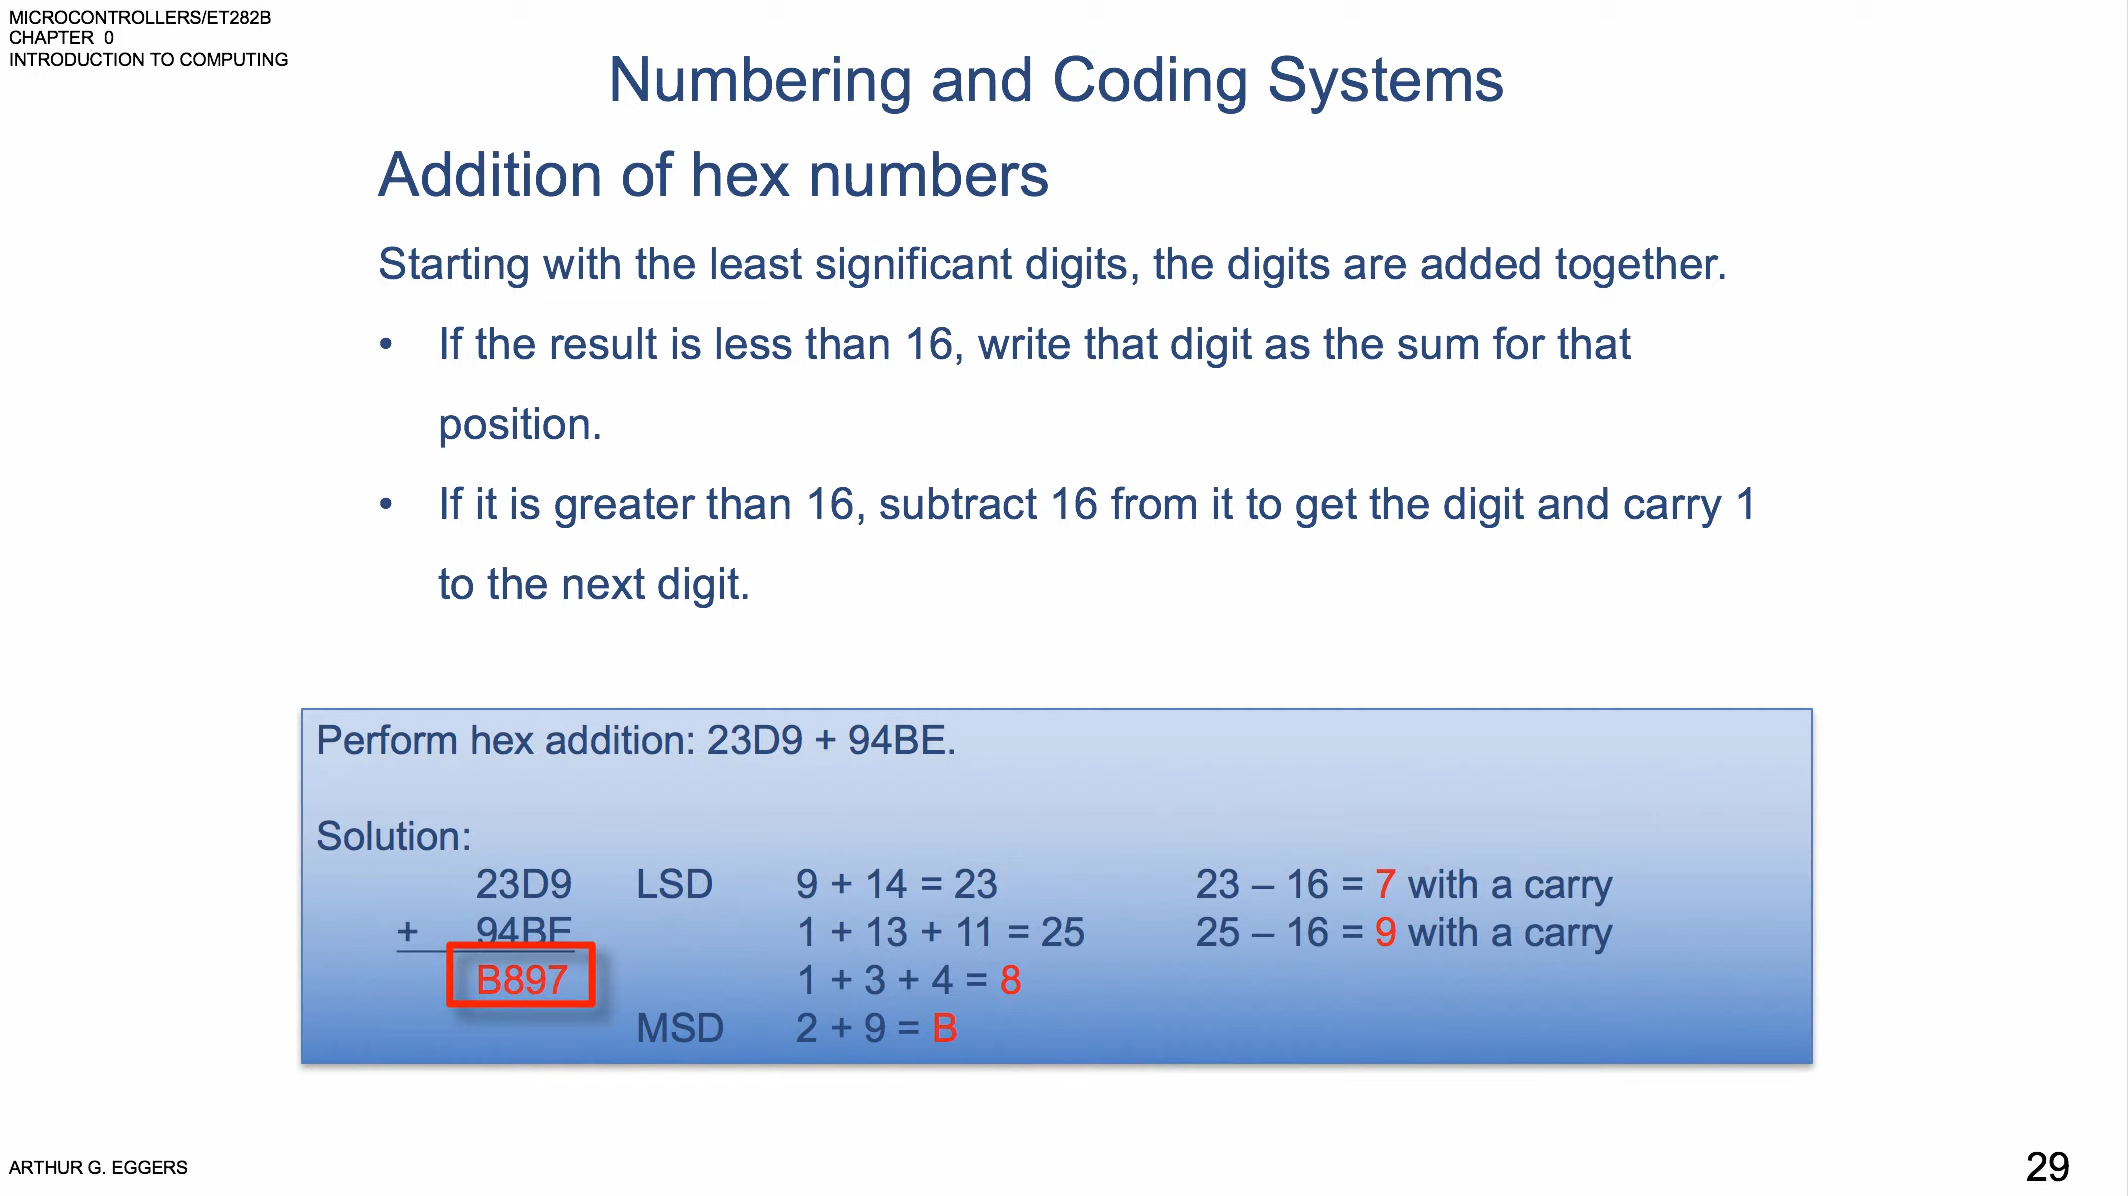 MICROCONTROLLERS/ET282B
CHAPTER 0
INTRODUCTION TO COMPUTING
Numbering and Coding Systems
Addition of hex numbers
Starting with the least significant digits, the digits are added together.
• If the result is less than 16, write that digit as the sum for that
position.
• If it is greater than 16, subtract 16 from it to get the digit and carry 1
to the next digit.
Perform hex addition: 23D9 + 94BE.
Solution:
23D9 LSD 9 + 14 = 23 23 – 16 = 7 with a carry
+ 94BE 1 + 13 + 11 = 25 25 – 16 = 9 with a carry
B897 1 + 3 + 4 = 8
MSD 2 + 9 = B
ARTHUR G. EGGERS
29